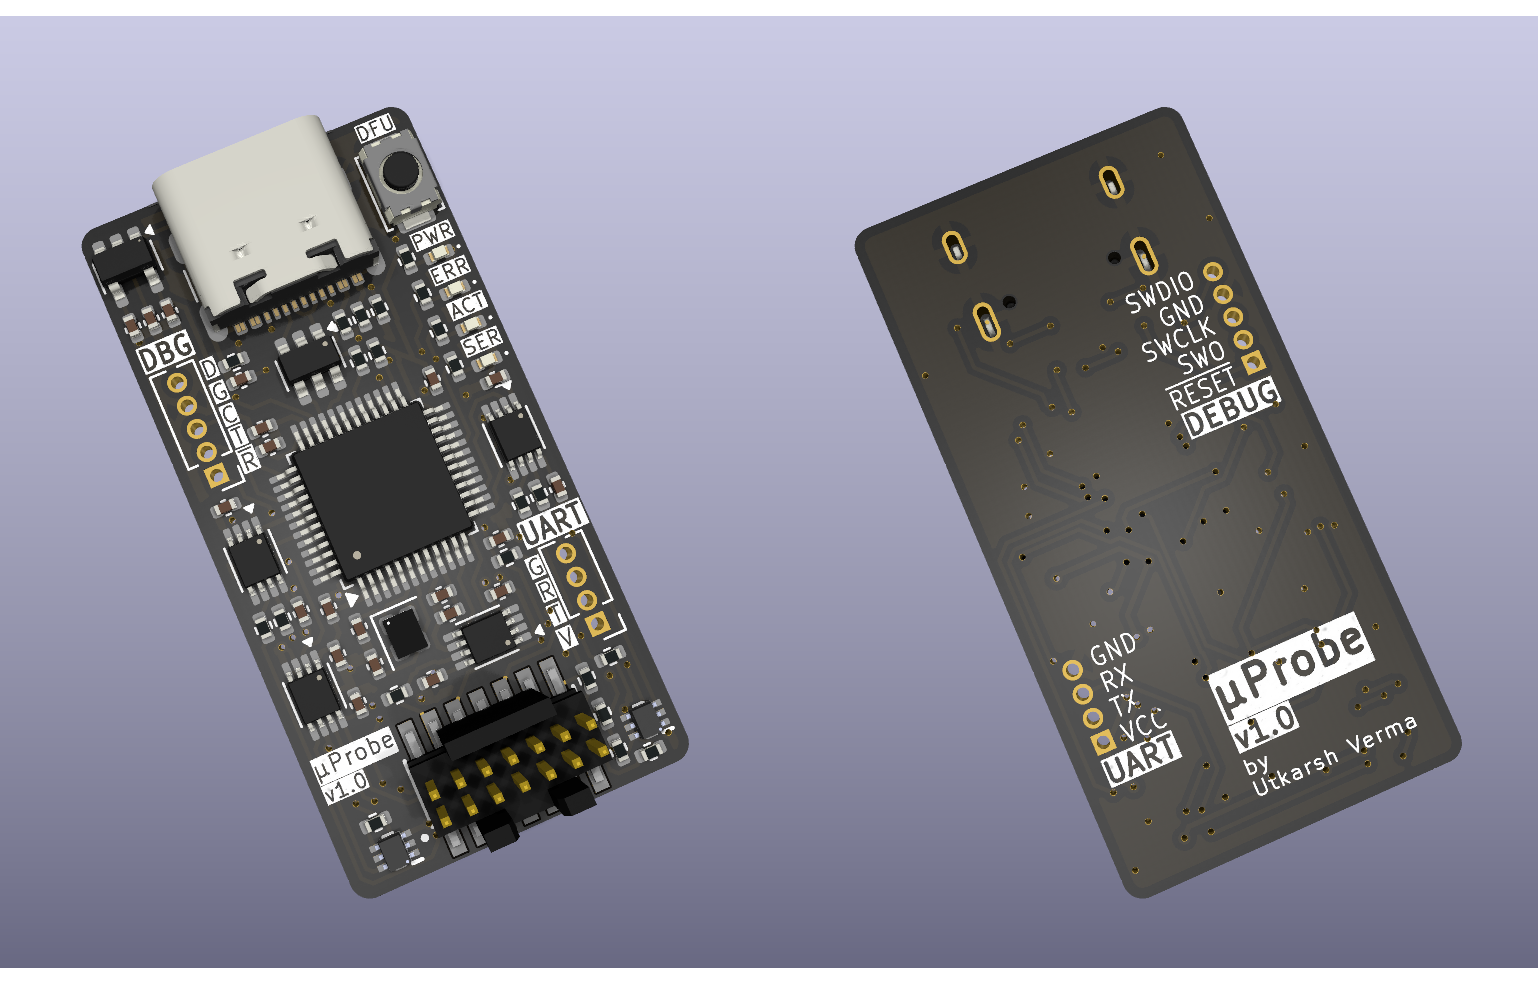 DFU
PWR
ERR
ACT
SER
DBG
D
G
C
T
R
UART
G
R
T
V
µProbe
v1.0
SWDIO
GND
SWCLK
SWO
RESET
DEBUG
GND
RX
TX
VCC
UART
µProbe
v1.0
by
Utkarsh Verma